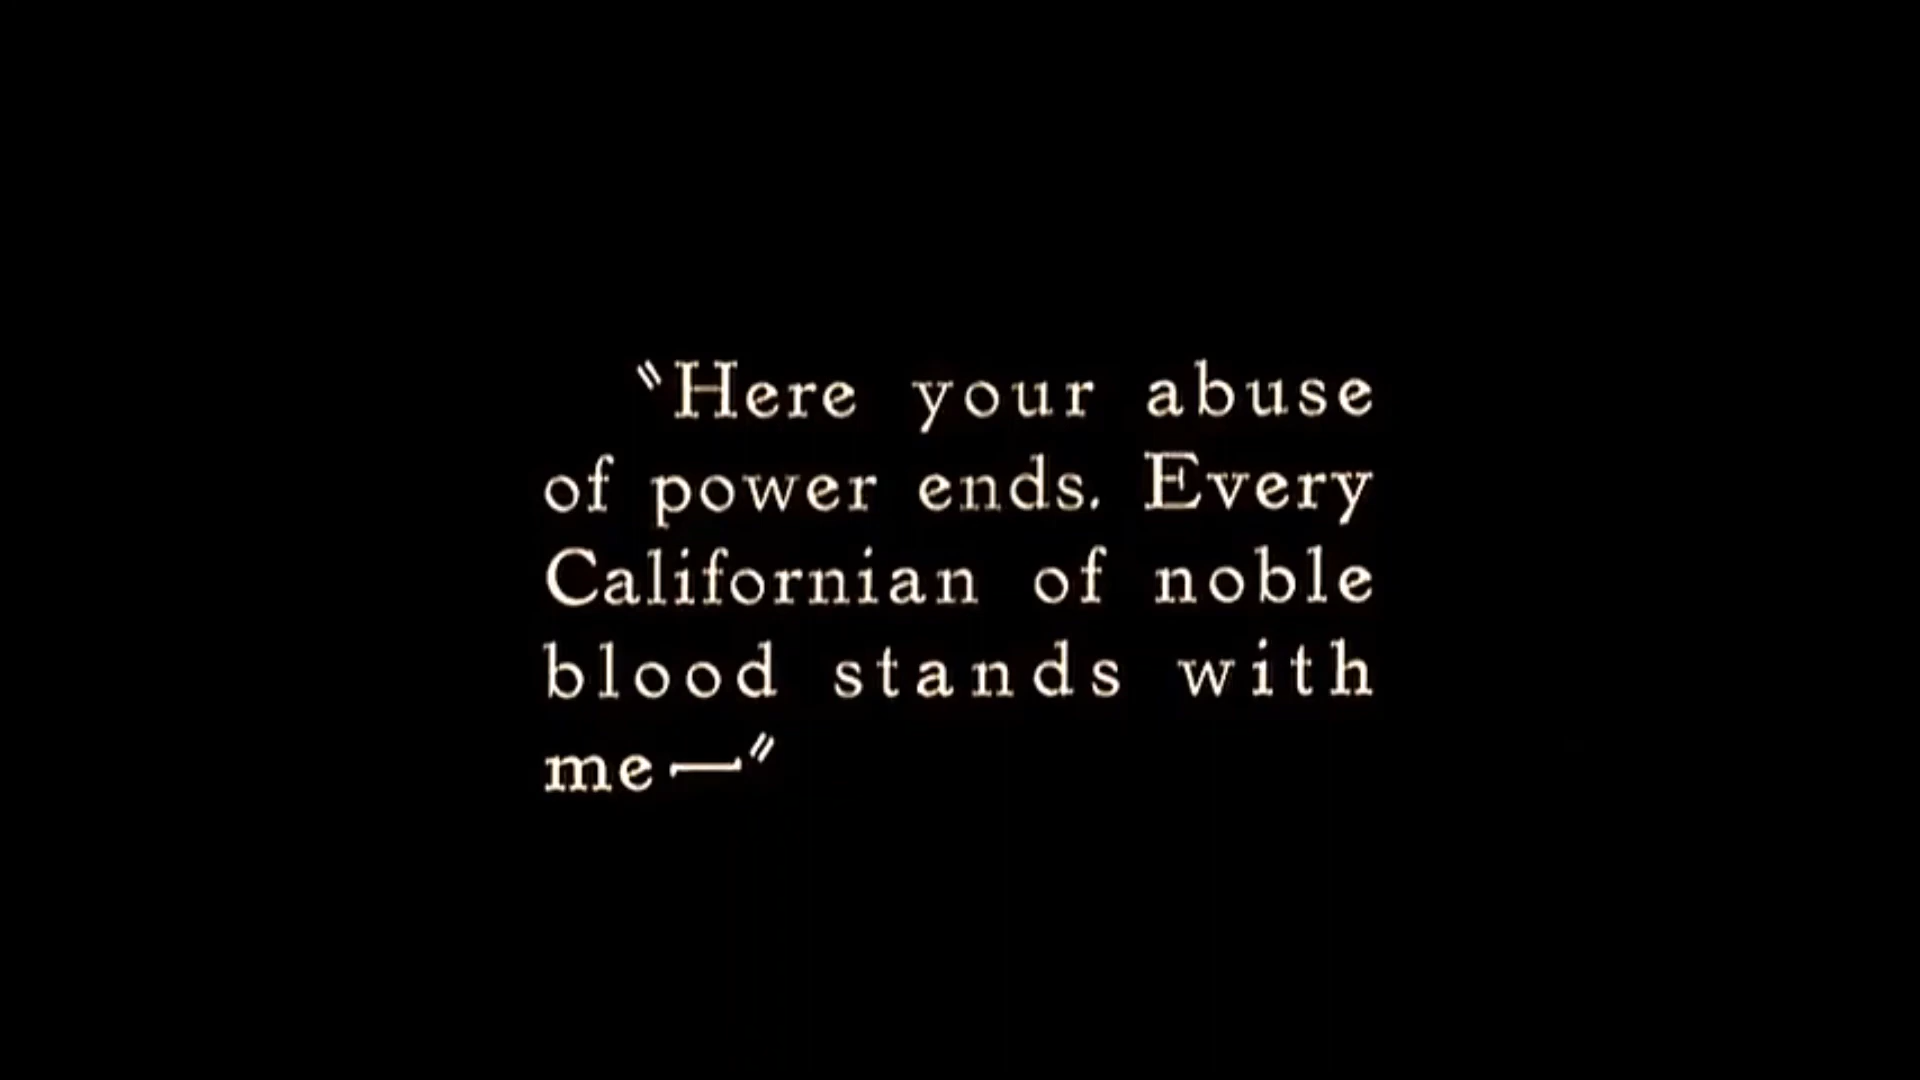 "Here your abuse
of power ends. Every
Californian of noble
blood stands with
me—"